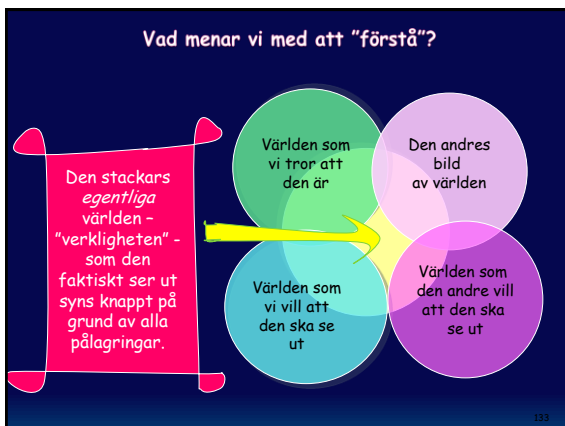 Vad menar vi med att ”förstå”?
Den stackars
egentliga
världen –
”verkligheten” -
som den
faktiskt ser ut
syns knappt på
grund av alla
pålagringar.
Världen som
vi tror att
den är
Den andres
bild
av världen
Världen som
vi vill att
den ska se
ut
Världen som
den andre vill
att den ska
se ut
133